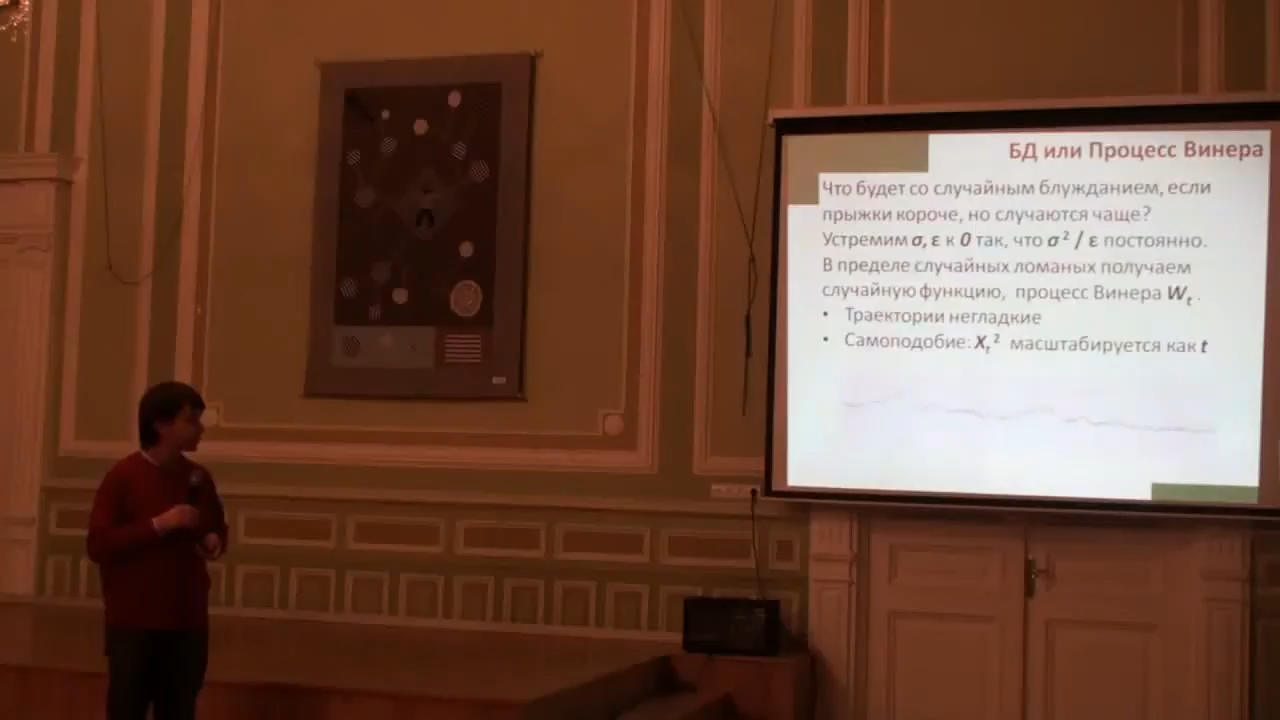 БД или Процесс Винера
Что будет со случайным блужданием, если
прыжки короче, но случаются чаще?
Устремим σ, ε к 0 так, что σ² / ε постоянно.
В пределе случайных ломаных получаем
случайную функцию, процесс Винера Wₜ .
• Траектории негладкие
• Самоподобие: Xₜ² масштабируется как t